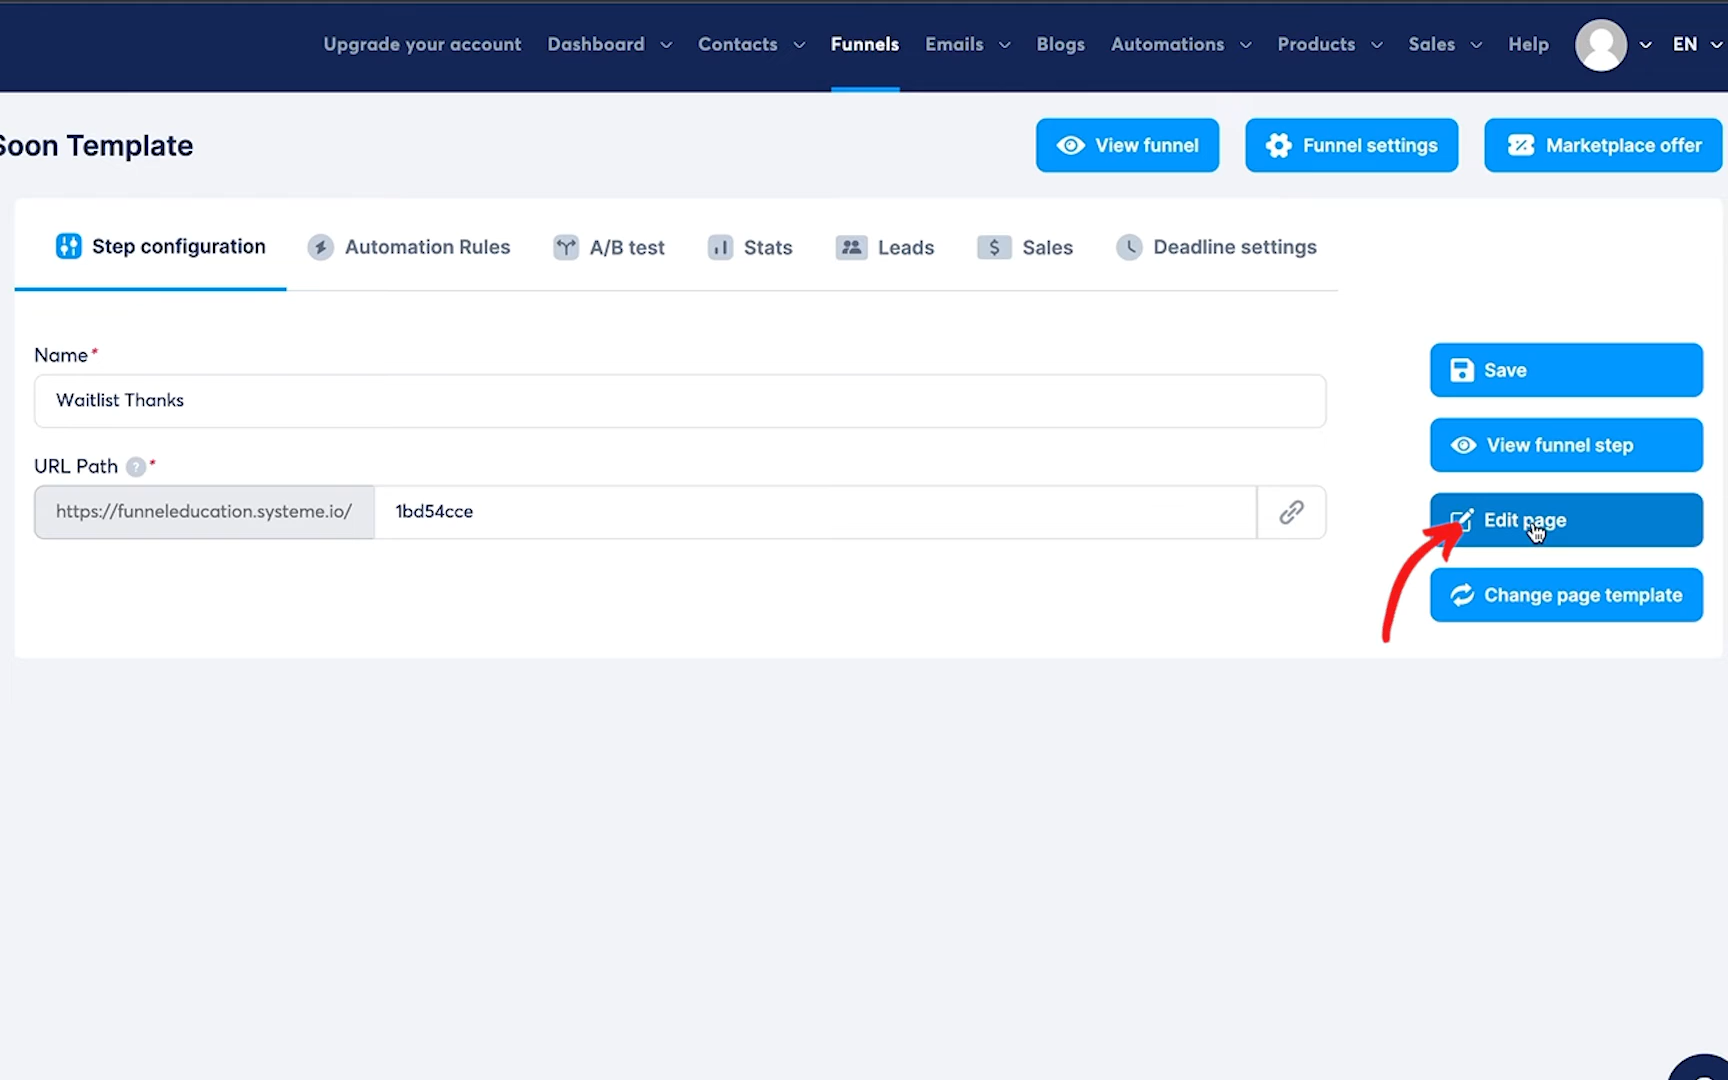 Upgrade your account Dashboard Contacts Funnels Emails Blogs Automations Products Sales Help EN
Soon Template
View funnel Funnel settings Marketplace offer
Step configuration Automation Rules A/B test Stats Leads $ Sales Deadline settings
Name*
Waitlist Thanks
URL Path ? *
https://funneleducation.systeme.io/ 1bd54cce
Save
View funnel step
Edit page
Change page template